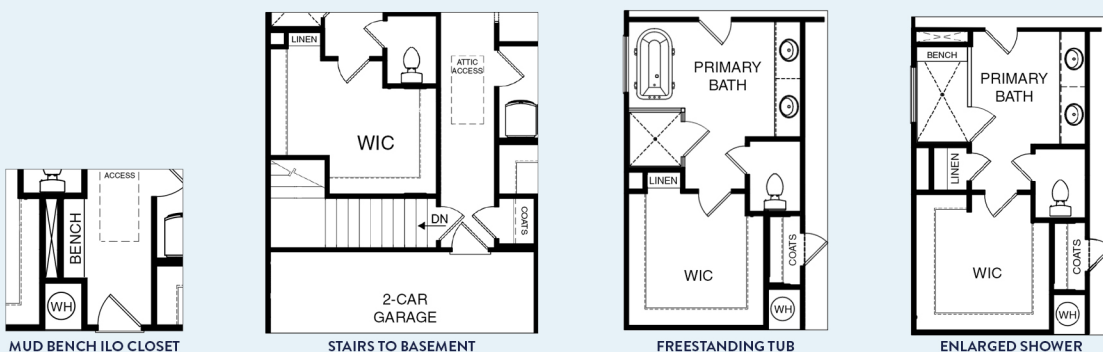 ACCESS
BENCH
WH
MUD BENCH ILO CLOSET
LINEN
ATTIC
ACCESS
WIC
DN
COATS
2-CAR
GARAGE
STAIRS TO BASEMENT
PRIMARY
BATH
LINEN
WIC
COATS
WH
FREESTANDING TUB
BENCH
PRIMARY
BATH
LINEN
WIC
COATS
WH
ENLARGED SHOWER